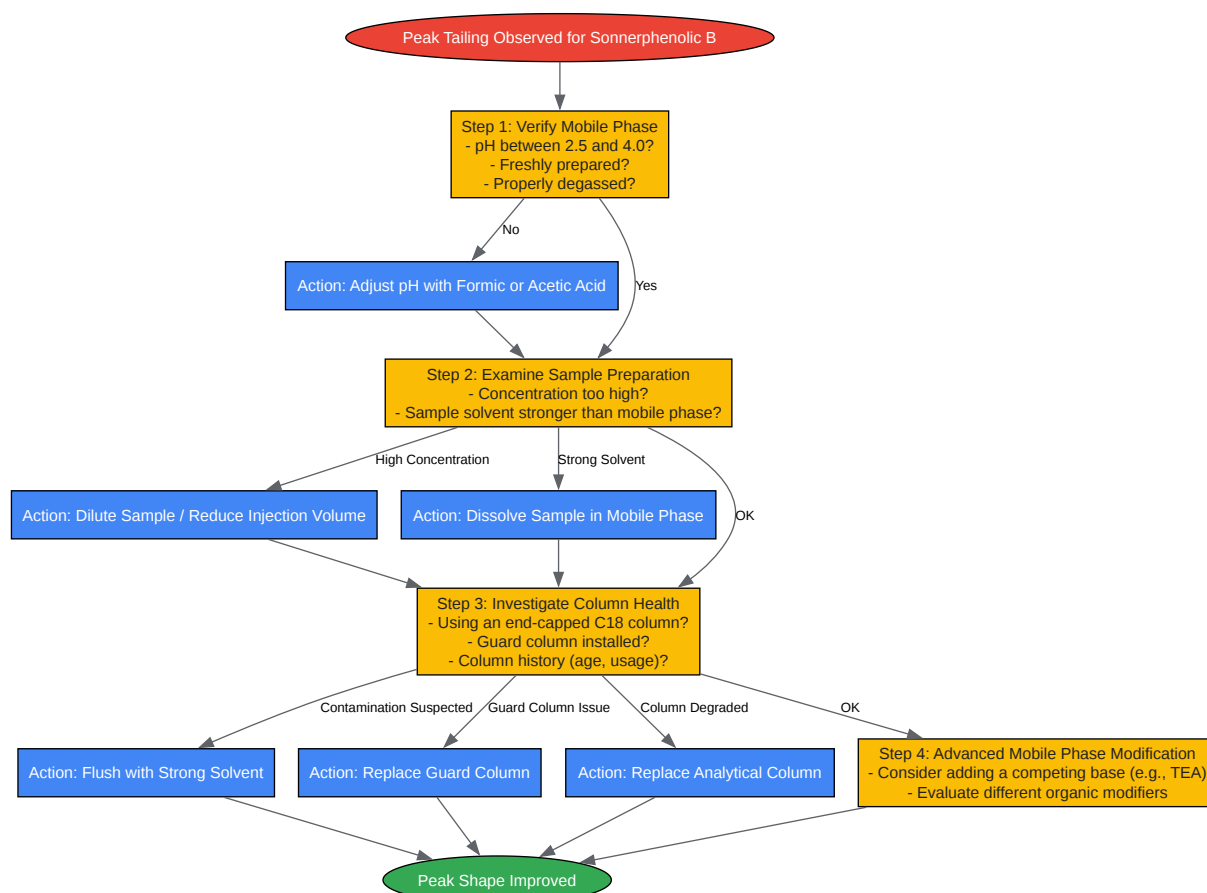 Peak Tailing Observed for Sonnerphenolic B
Step 1: Verify Mobile Phase
- pH between 2.5 and 4.0?
- Freshly prepared?
- Properly degassed?
No
Yes
Action: Adjust pH with Formic or Acetic Acid
Step 2: Examine Sample Preparation
- Concentration too high?
- Sample solvent stronger than mobile phase?
High Concentration
Strong Solvent
OK
Action: Dilute Sample / Reduce Injection Volume
Action: Dissolve Sample in Mobile Phase
Step 3: Investigate Column Health
- Using an end-capped C18 column?
- Guard column installed?
- Column history (age, usage)?
Contamination Suspected
Guard Column Issue
Column Degraded
OK
Action: Flush with Strong Solvent
Action: Replace Guard Column
Action: Replace Analytical Column
Step 4: Advanced Mobile Phase Modification
- Consider adding a competing base (e.g., TEA)
- Evaluate different organic modifiers
Peak Shape Improved